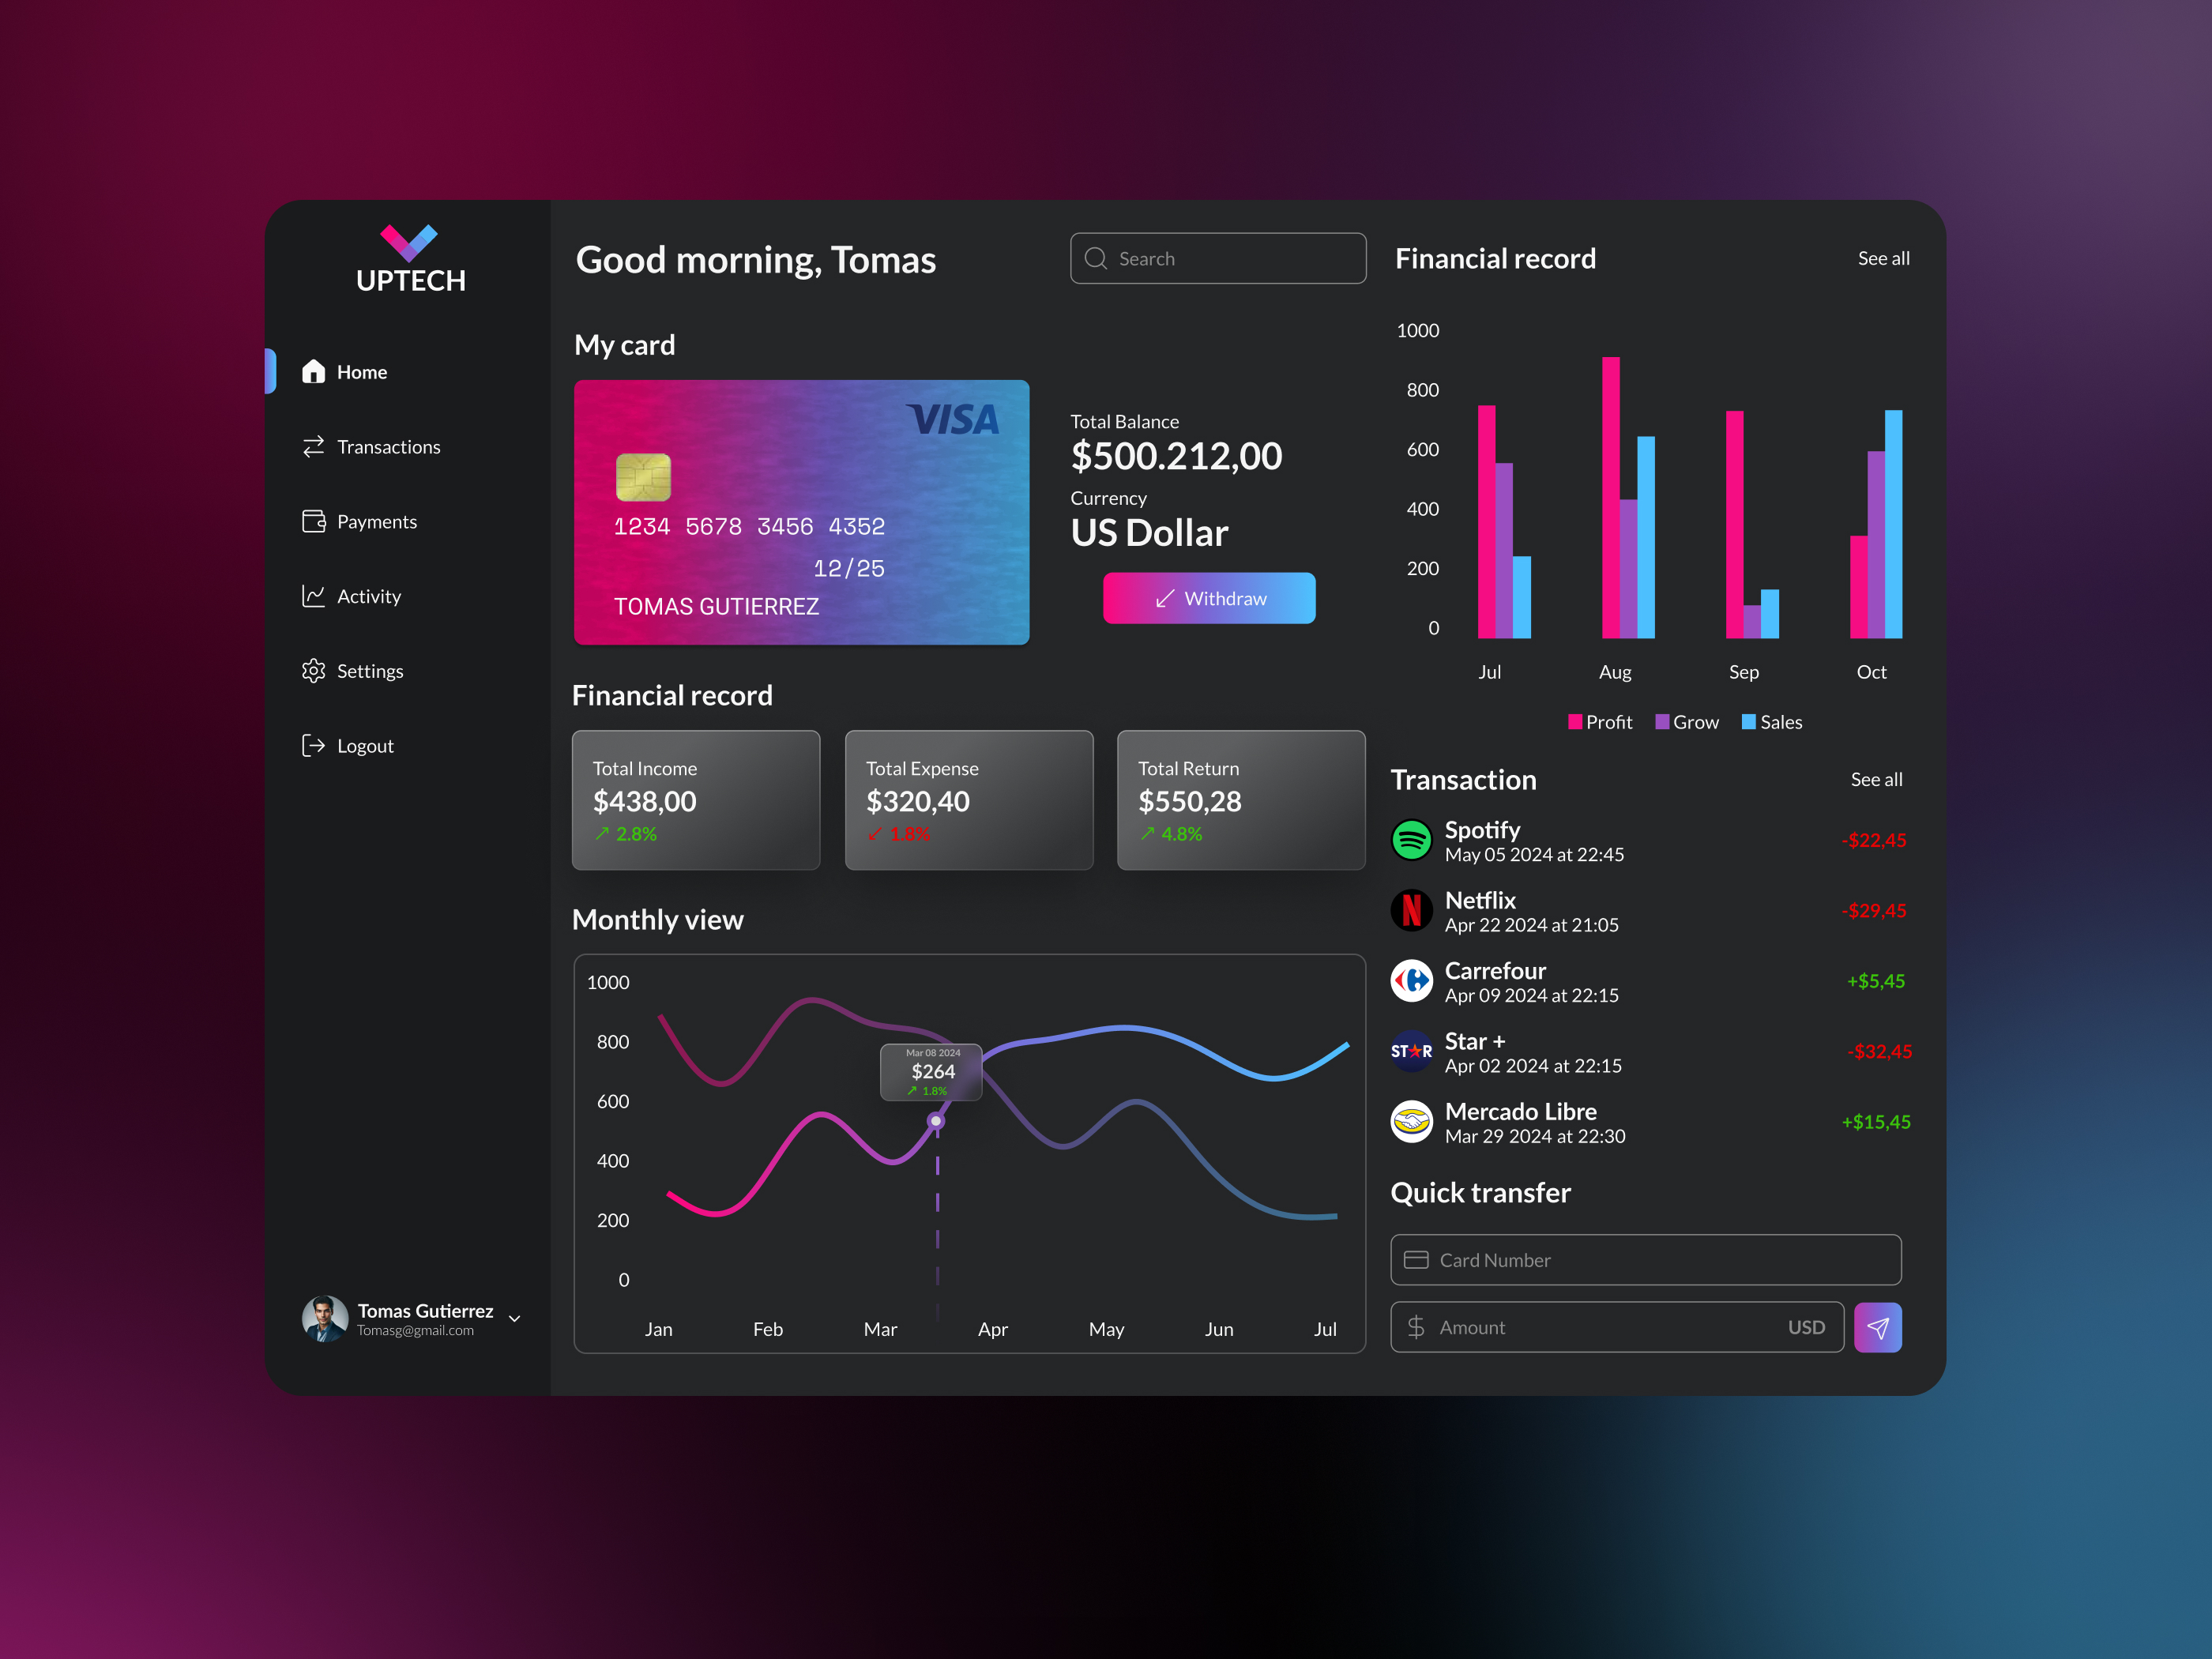 UPTECH
Home
Transactions
Payments
Activity
Settings
Logout
Tomas Gutierrez
Tomasg@gmail.com
Good morning, Tomas
Search
My card
VISA
1234 5678 3456 4352
12/25
TOMAS GUTIERREZ
Total Balance
$500.212,00
Currency
US Dollar
Withdraw
Financial record
Total Income
$438,00
2.8%
Total Expense
$320,40
1.8%
Total Return
$550,28
4.8%
Monthly view
1000
800
600
400
200
0
Mar 08 2024
$264
1.8%
Jan Feb Mar Apr May Jun Jul
Financial record See all
1000
800
600
400
200
0
Jul Aug Sep Oct
Profit Grow Sales
Transaction See all
Spotify
May 05 2024 at 22:45
-$22,45
Netflix
Apr 22 2024 at 21:05
-$29,45
Carrefour
Apr 09 2024 at 22:15
+$5,45
ST★R
Star +
Apr 02 2024 at 22:15
-$32,45
Mercado Libre
Mar 29 2024 at 22:30
+$15,45
Quick transfer
Card Number
$ Amount USD